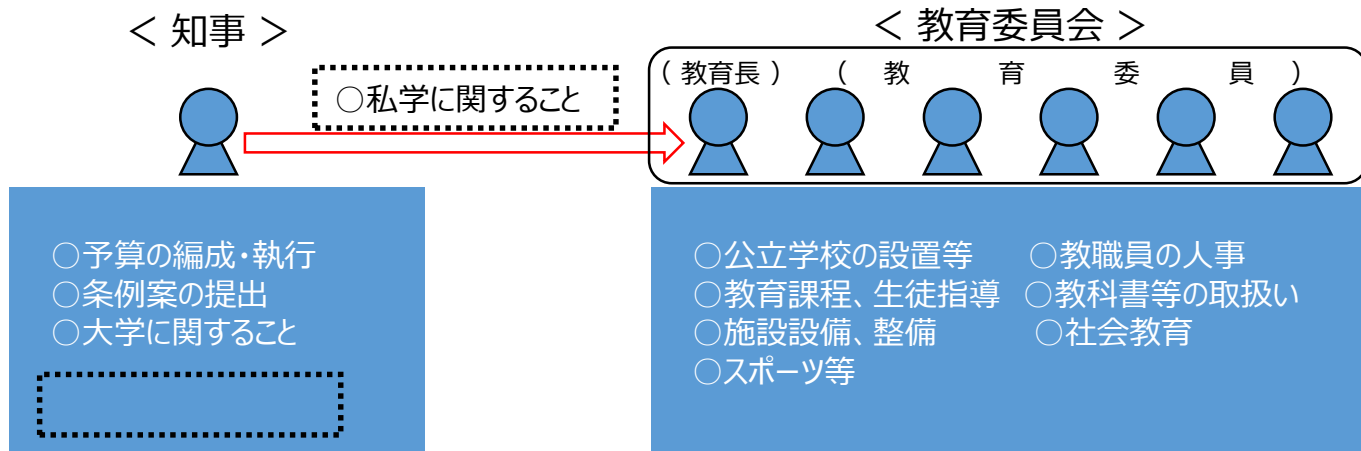 ＜ 知事 ＞
＜ 教育委員会 ＞
○私学に関すること
（ 教育長 ） （ 教 育 委 員 ）
○予算の編成・執行
○条例案の提出
○大学に関すること
○公立学校の設置等 ○教職員の人事
○教育課程、生徒指導 ○教科書等の取扱い
○施設設備、整備 ○社会教育
○スポーツ等